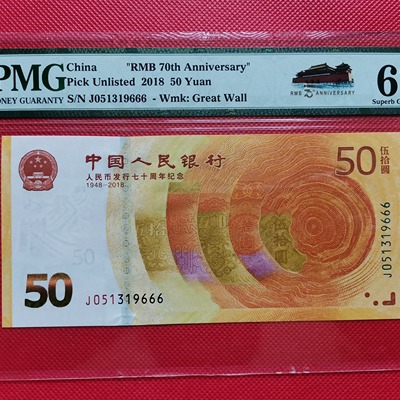 PMG
China "RMB 70th Anniversary"
Pick Unlisted 2018 50 Yuan
S/N J051319666 - Wmk: Great Wall
RMB 70 ANNIVERSARY
6
Superb G
ONEY GUARANTY
中国人民银行
人民币发行七十周年纪念
1948-2018
50
伍拾圆
50
J051319666
J051319666